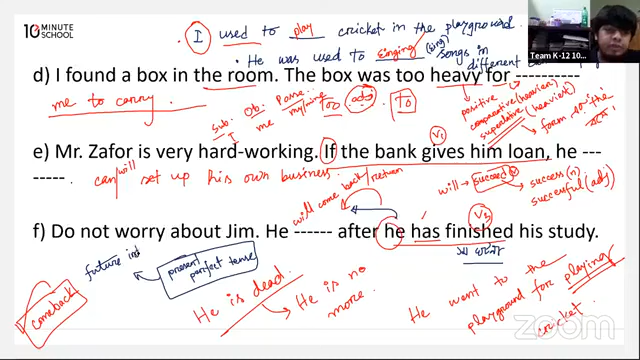 10 MINUTE SCHOOL
. I used to play cricket in the playground.
. He was used to singing (sing) songs in different
Team K-12 10...
d) I found a box in the room. The box was too heavy for ----------
me to carry.
Sub. Ob. Posse.
I me my/mine
too adj to
positive
comparative (heavier)
superlative (heaviest)
form
e) Mr. Zafor is very hard-working. If the bank gives him loan, he ---
-------.
V1
can/will set up his own business.
will → succeed V
success (n)
successful (adj)
will come back/return
f) Do not worry about Jim. He ------ after he has finished his study.
V3
comeback
future ind
present perfect tense
He is dead.
→ He is no more.
He went to the playground for playing cricket.
zoom